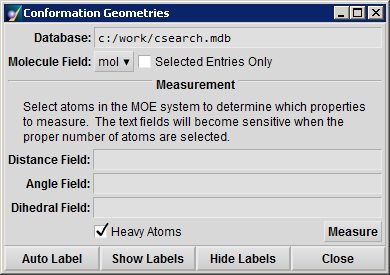 Conformation Geometries
Database: c:/work/csearch.mdb
Molecule Field: mol Selected Entries Only
Measurement
Select atoms in the MOE system to determine which properties
to measure. The text fields will become sensitive when the
proper number of atoms are selected.
Distance Field:
Angle Field:
Dihedral Field:
Heavy Atoms Measure
Auto Label Show Labels Hide Labels Close